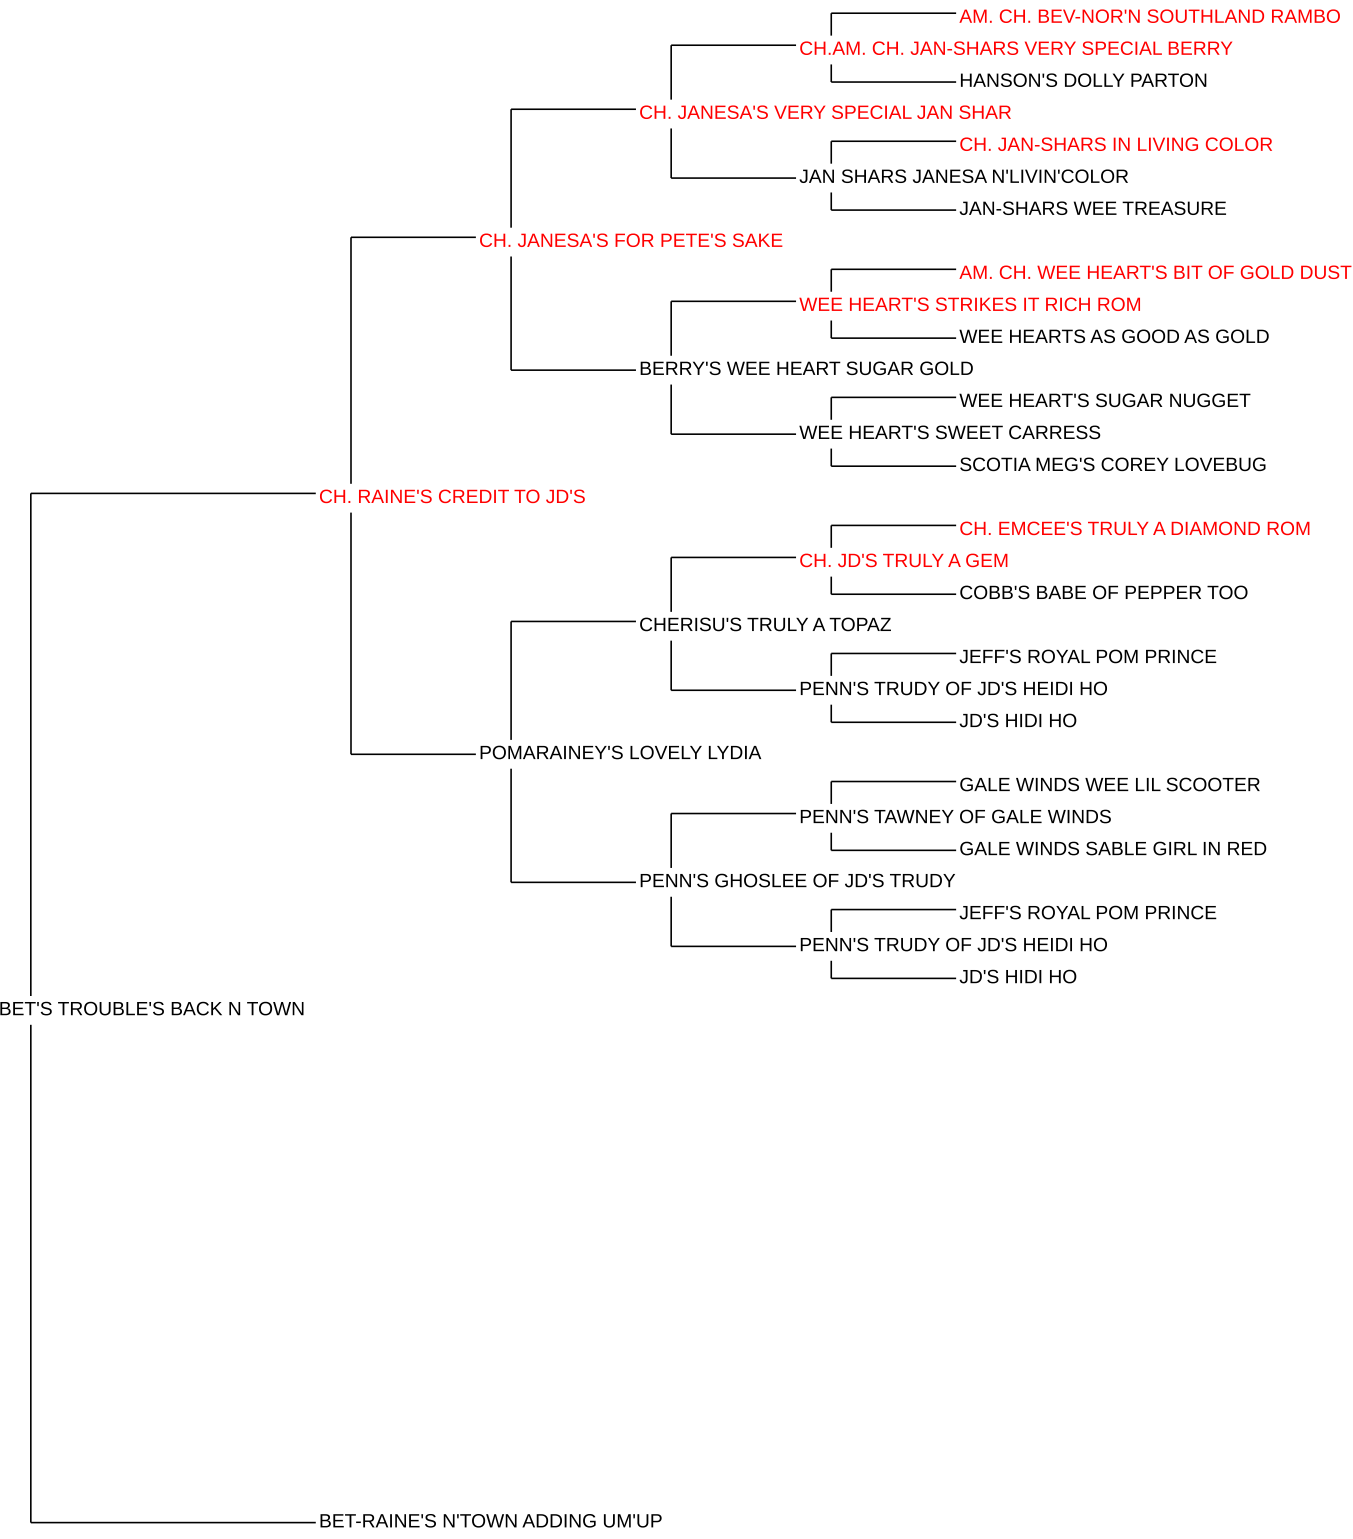 AM. CH. BEV-NOR'N SOUTHLAND RAMBO
CH.AM. CH. JAN-SHARS VERY SPECIAL BERRY
HANSON'S DOLLY PARTON
CH. JANESA'S VERY SPECIAL JAN SHAR
CH. JAN-SHARS IN LIVING COLOR
JAN SHARS JANESA N'LIVIN'COLOR
JAN-SHARS WEE TREASURE
CH. JANESA'S FOR PETE'S SAKE
AM. CH. WEE HEART'S BIT OF GOLD DUST
WEE HEART'S STRIKES IT RICH ROM
WEE HEARTS AS GOOD AS GOLD
BERRY'S WEE HEART SUGAR GOLD
WEE HEART'S SUGAR NUGGET
WEE HEART'S SWEET CARRESS
SCOTIA MEG'S COREY LOVEBUG
CH. RAINE'S CREDIT TO JD'S
CH. EMCEE'S TRULY A DIAMOND ROM
CH. JD'S TRULY A GEM
COBB'S BABE OF PEPPER TOO
CHERISU'S TRULY A TOPAZ
JEFF'S ROYAL POM PRINCE
PENN'S TRUDY OF JD'S HEIDI HO
JD'S HIDI HO
POMARAINEY'S LOVELY LYDIA
GALE WINDS WEE LIL SCOOTER
PENN'S TAWNEY OF GALE WINDS
GALE WINDS SABLE GIRL IN RED
PENN'S GHOSLEE OF JD'S TRUDY
JEFF'S ROYAL POM PRINCE
PENN'S TRUDY OF JD'S HEIDI HO
JD'S HIDI HO
BET'S TROUBLE'S BACK N TOWN
BET-RAINE'S N'TOWN ADDING UM'UP